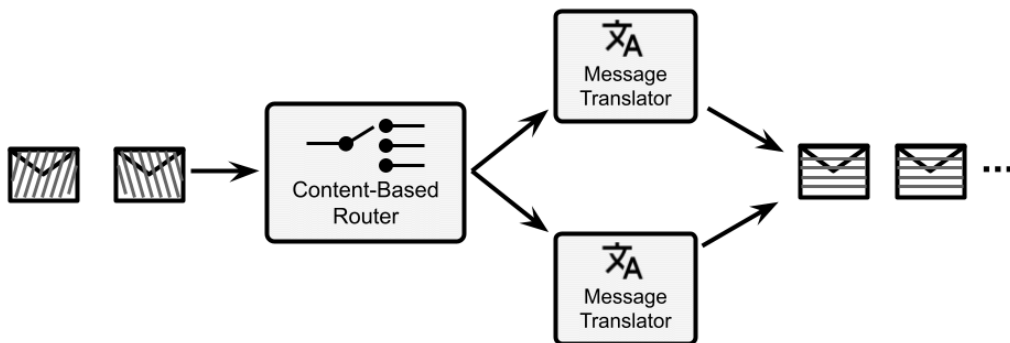 文A
Message
Translator
Content-Based
Router
文A
Message
Translator
...